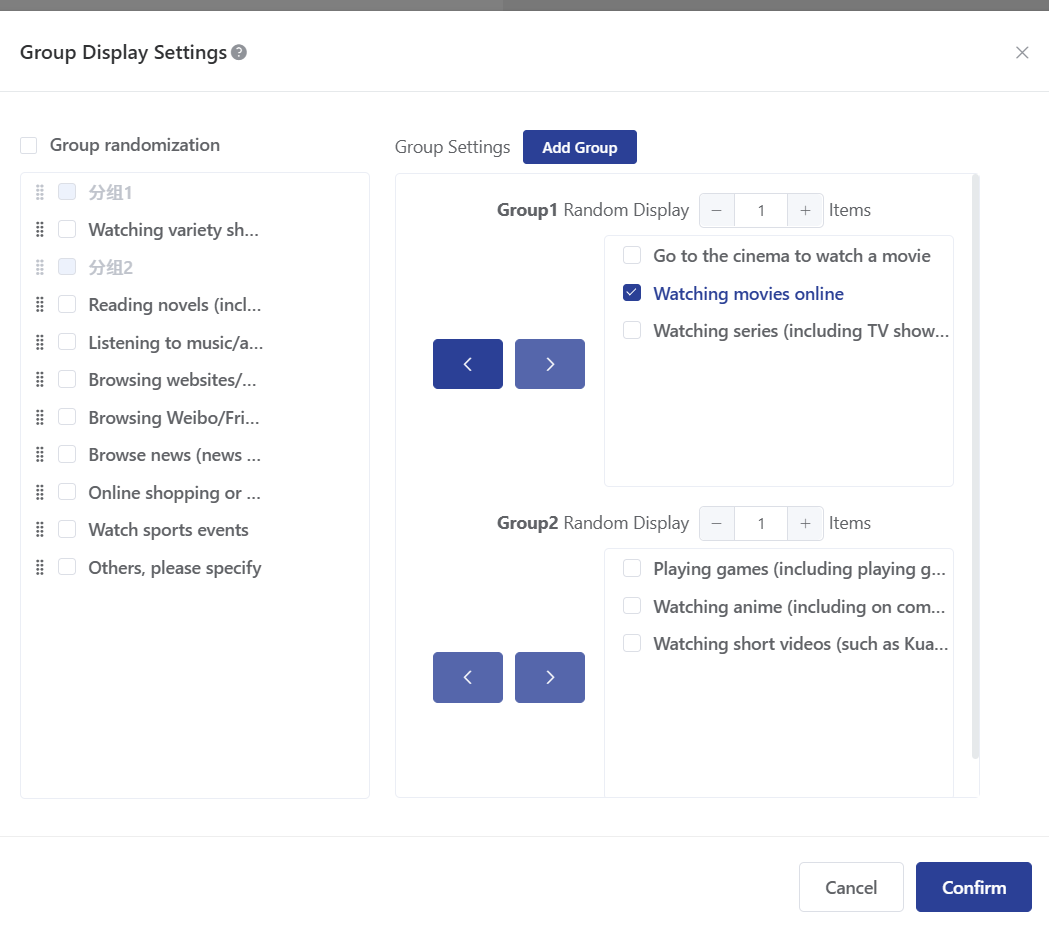 Group Display Settings ?
Group randomization
分组1
Watching variety sh...
分组2
Reading novels (incl...
Listening to music/a...
Browsing websites/...
Browsing Weibo/Fri...
Browse news (news ...
Online shopping or ...
Watch sports events
Others, please specify
Group Settings Add Group
Group1 Random Display − 1 + Items
Go to the cinema to watch a movie
Watching movies online
Watching series (including TV show...
Group2 Random Display − 1 + Items
Playing games (including playing g...
Watching anime (including on com...
Watching short videos (such as Kua...
Cancel Confirm